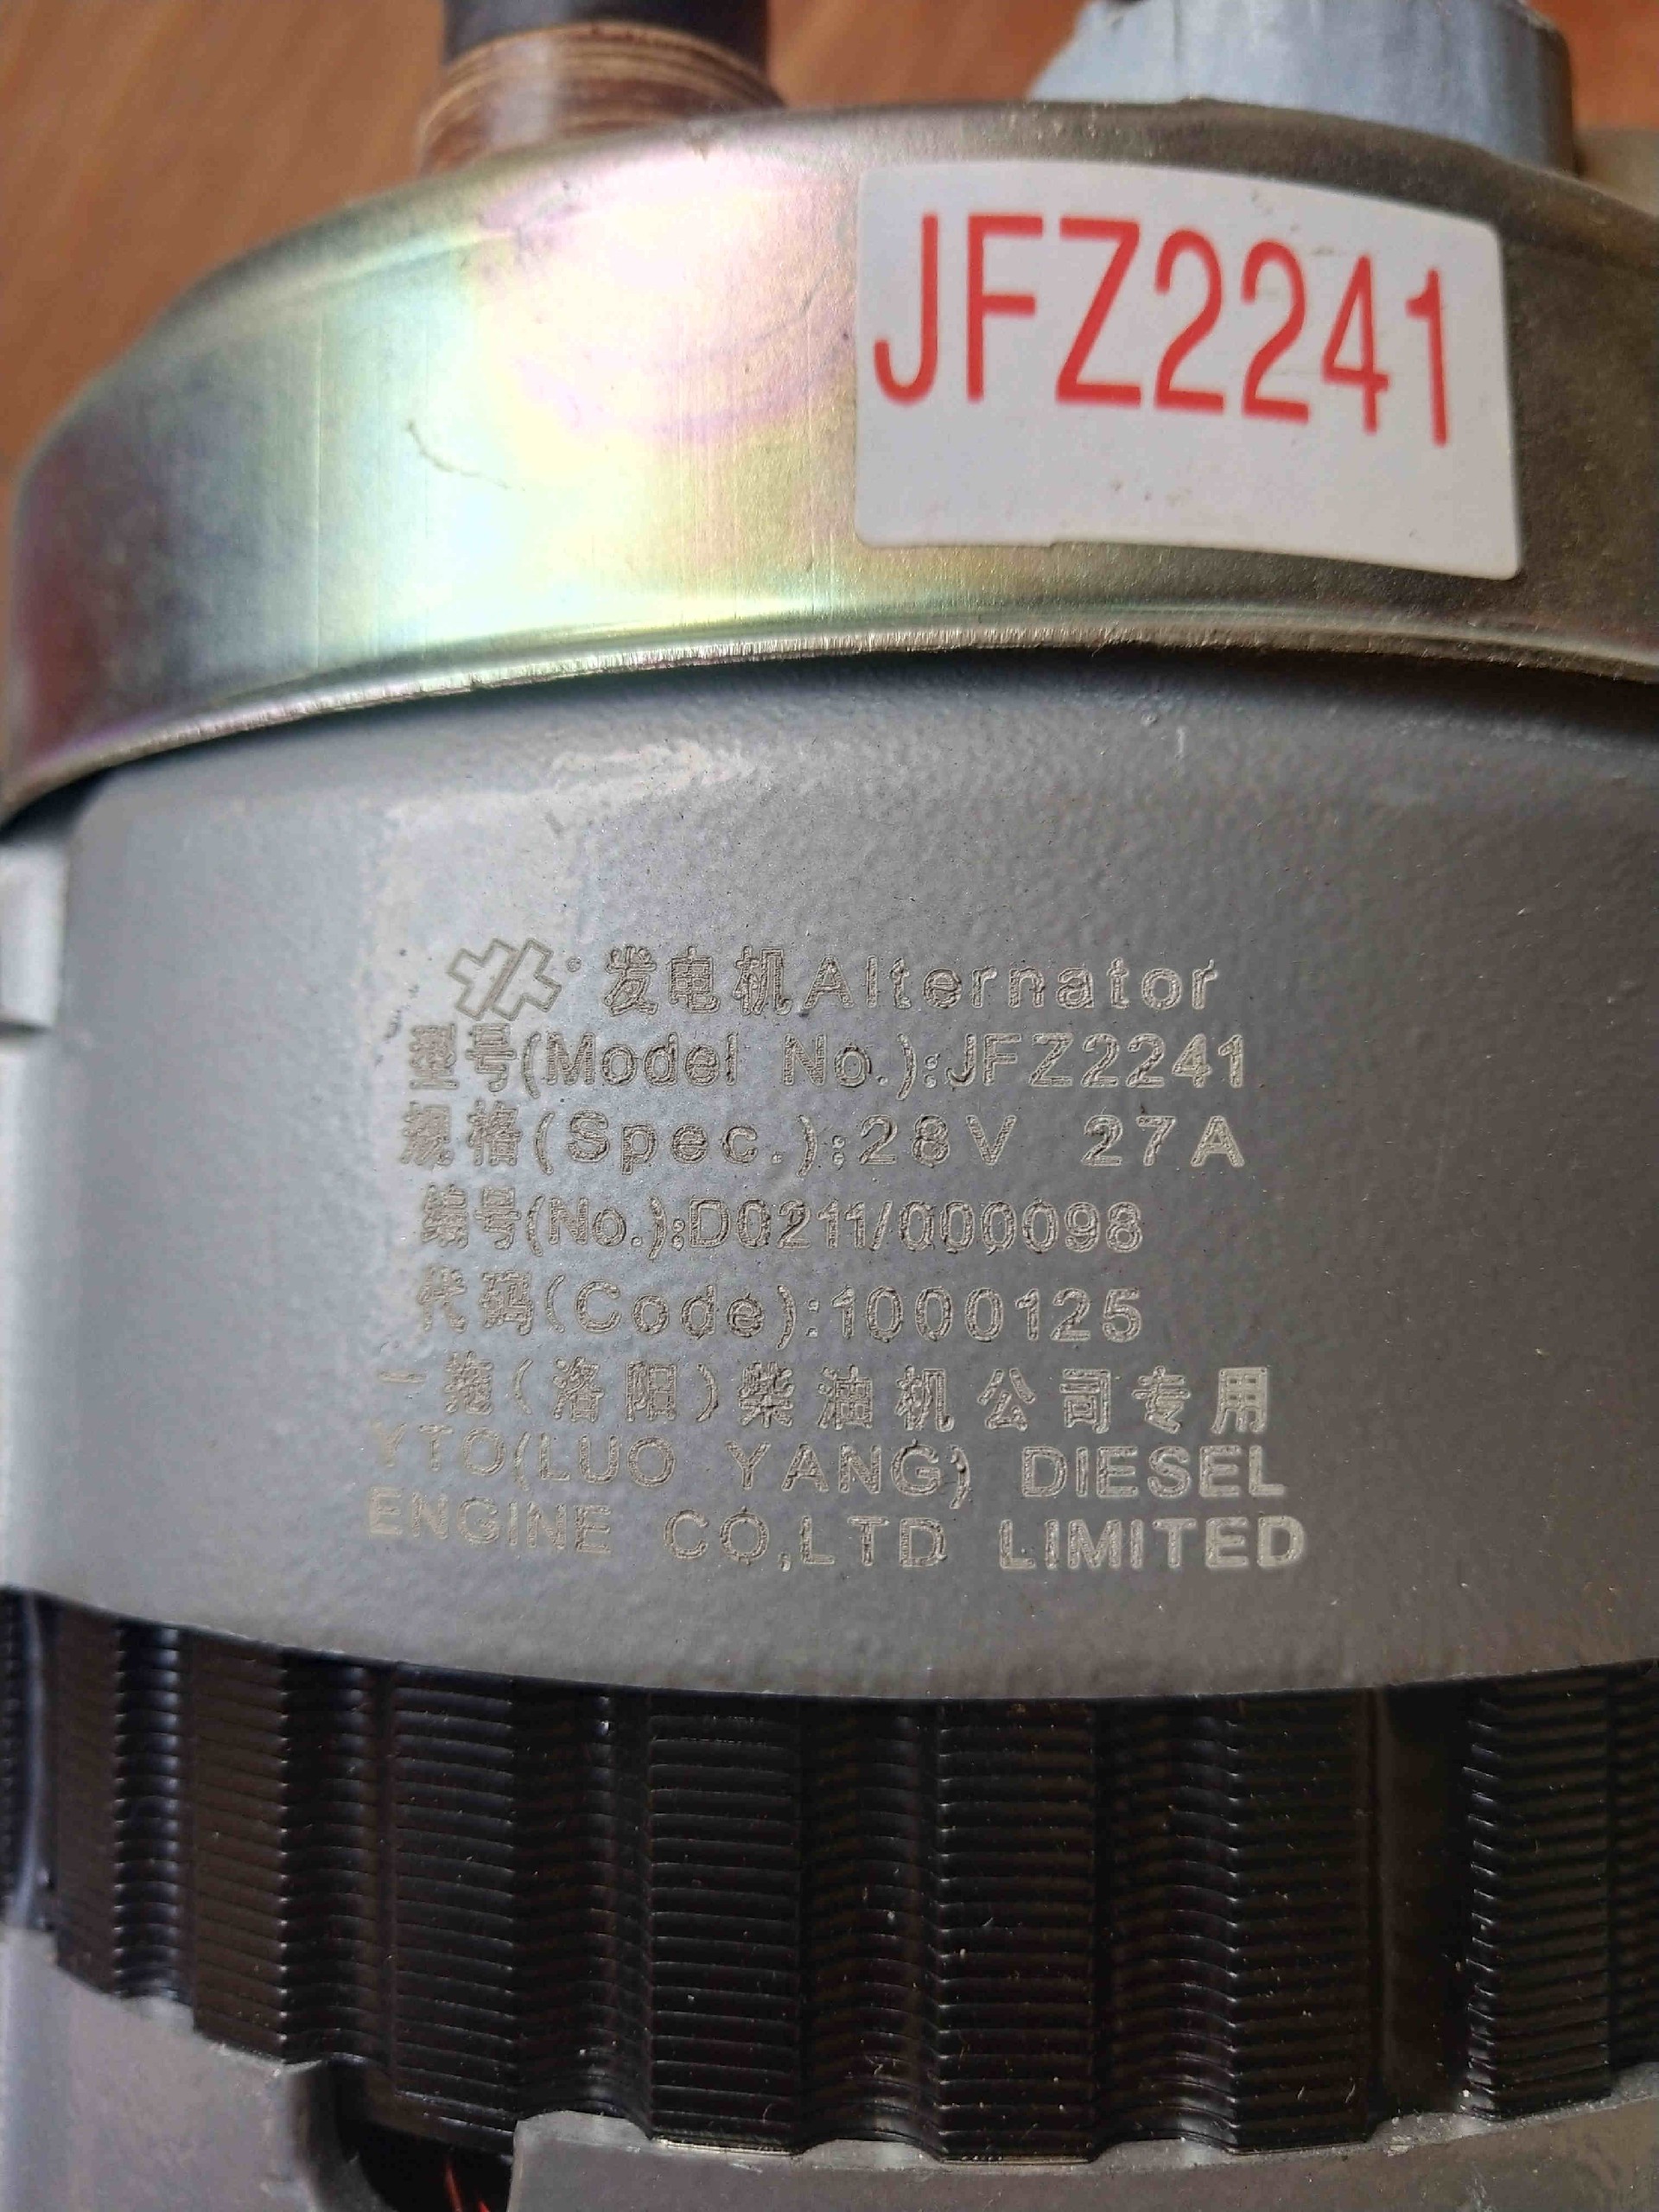 JFZ2241
发电机Alternator
型号(Model No.):JFZ2241
规格(Spec.):28V 27A
编号(No.):D0211/000098
代码(Code):1000125
一拖(洛阳)柴油机公司专用
YTO(LUO YANG) DIESEL
ENGINE CO,LTD LIMITED